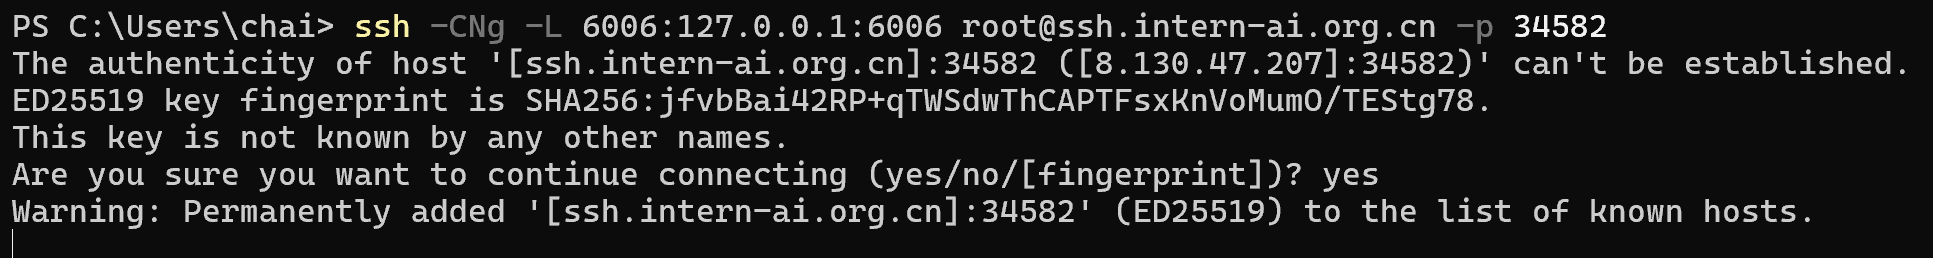 PS C:\Users\chai> ssh -CNg -L 6006:127.0.0.1:6006 root@ssh.intern-ai.org.cn -p 34582
The authenticity of host '[ssh.intern-ai.org.cn]:34582 ([8.130.47.207]:34582)' can't be established.
ED25519 key fingerprint is SHA256:jfvbBai42RP+qTWSdwThCAPTFsxKnVoMumO/TEStg78.
This key is not known by any other names.
Are you sure you want to continue connecting (yes/no/[fingerprint])? yes
Warning: Permanently added '[ssh.intern-ai.org.cn]:34582' (ED25519) to the list of known hosts.